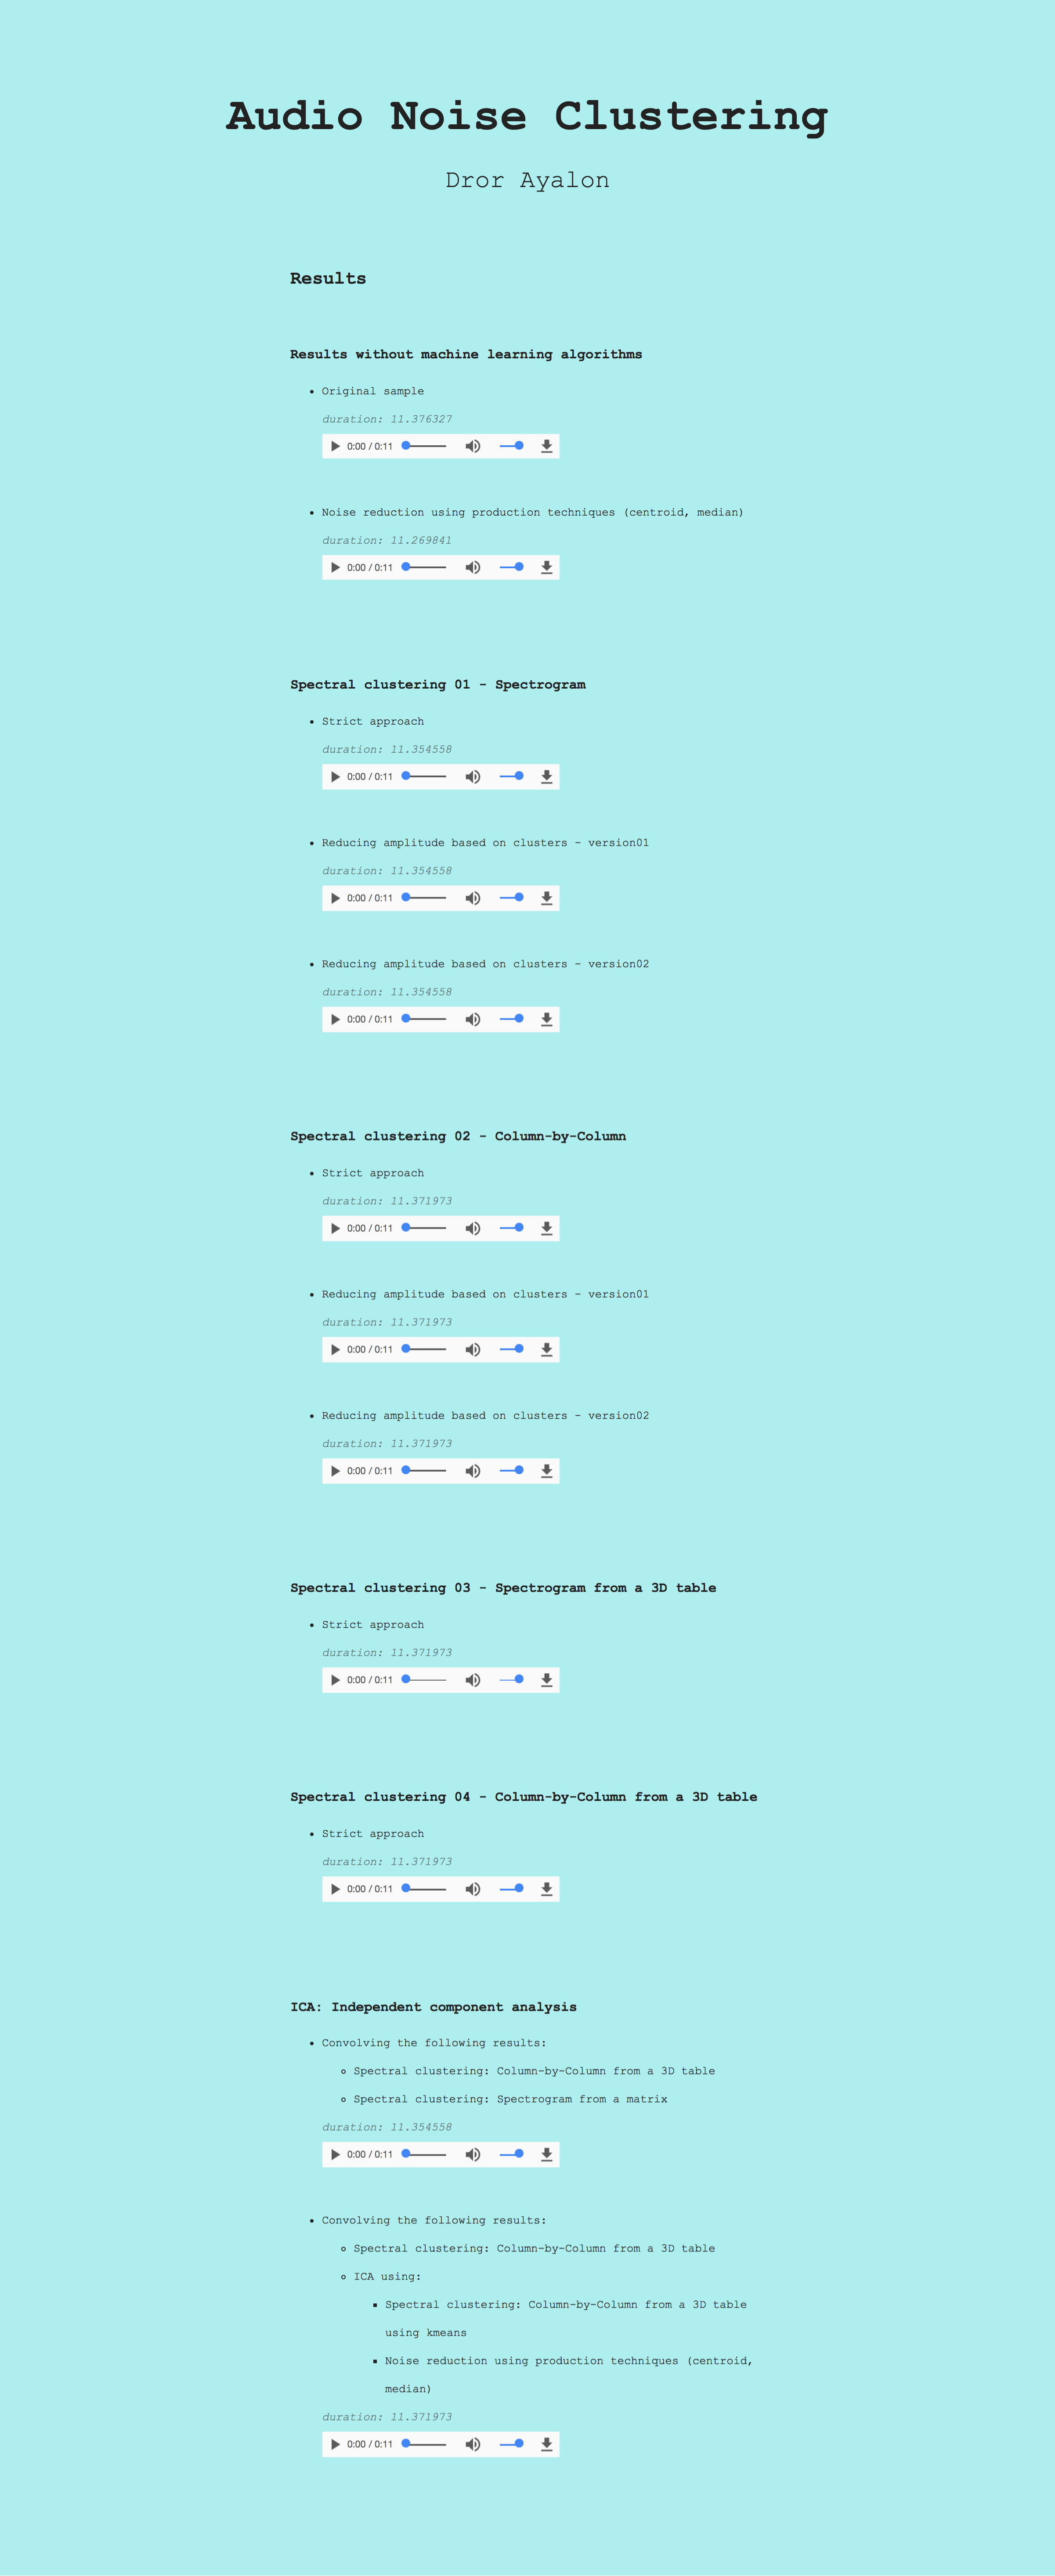 Audio Noise Clustering
Dror Ayalon
Results
Results without machine learning algorithms
Original sample
duration: 11.376327
0:00 / 0:11
Noise reduction using production techniques (centroid, median)
duration: 11.269841
0:00 / 0:11
Spectral clustering 01 - Spectrogram
Strict approach
duration: 11.354558
0:00 / 0:11
Reducing amplitude based on clusters - version01
duration: 11.354558
0:00 / 0:11
Reducing amplitude based on clusters - version02
duration: 11.354558
0:00 / 0:11
Spectral clustering 02 - Column-by-Column
Strict approach
duration: 11.371973
0:00 / 0:11
Reducing amplitude based on clusters - version01
duration: 11.371973
0:00 / 0:11
Reducing amplitude based on clusters - version02
duration: 11.371973
0:00 / 0:11
Spectral clustering 03 - Spectrogram from a 3D table
Strict approach
duration: 11.371973
0:00 / 0:11
Spectral clustering 04 - Column-by-Column from a 3D table
Strict approach
duration: 11.371973
0:00 / 0:11
ICA: Independent component analysis
Convolving the following results:
Spectral clustering: Column-by-Column from a 3D table
Spectral clustering: Spectrogram from a matrix
duration: 11.354558
0:00 / 0:11
Convolving the following results:
Spectral clustering: Column-by-Column from a 3D table
ICA using:
Spectral clustering: Column-by-Column from a 3D table
using kmeans
Noise reduction using production techniques (centroid,
median)
duration: 11.371973
0:00 / 0:11